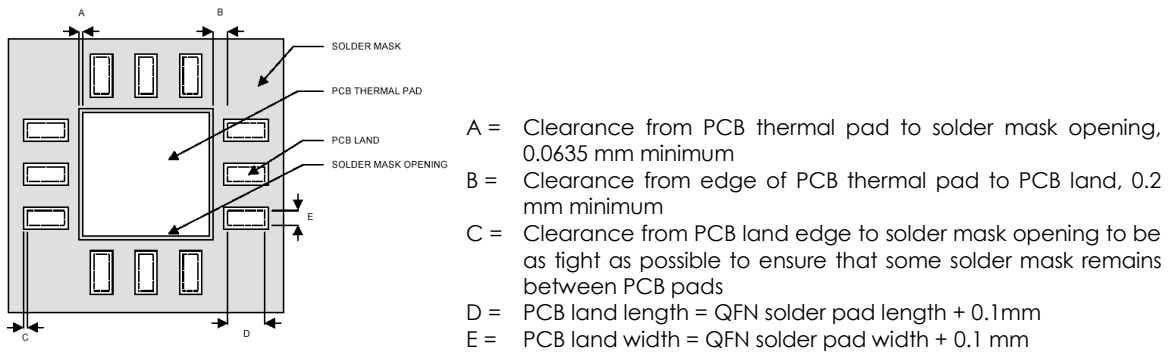 A
B
SOLDER MASK
PCB THERMAL PAD
PCB LAND
SOLDER MASK OPENING
E
C
D
A = Clearance from PCB thermal pad to solder mask opening,
0.0635 mm minimum
B = Clearance from edge of PCB thermal pad to PCB land, 0.2
mm minimum
C = Clearance from PCB land edge to solder mask opening to be
as tight as possible to ensure that some solder mask remains
between PCB pads
D = PCB land length = QFN solder pad length + 0.1mm
E = PCB land width = QFN solder pad width + 0.1 mm